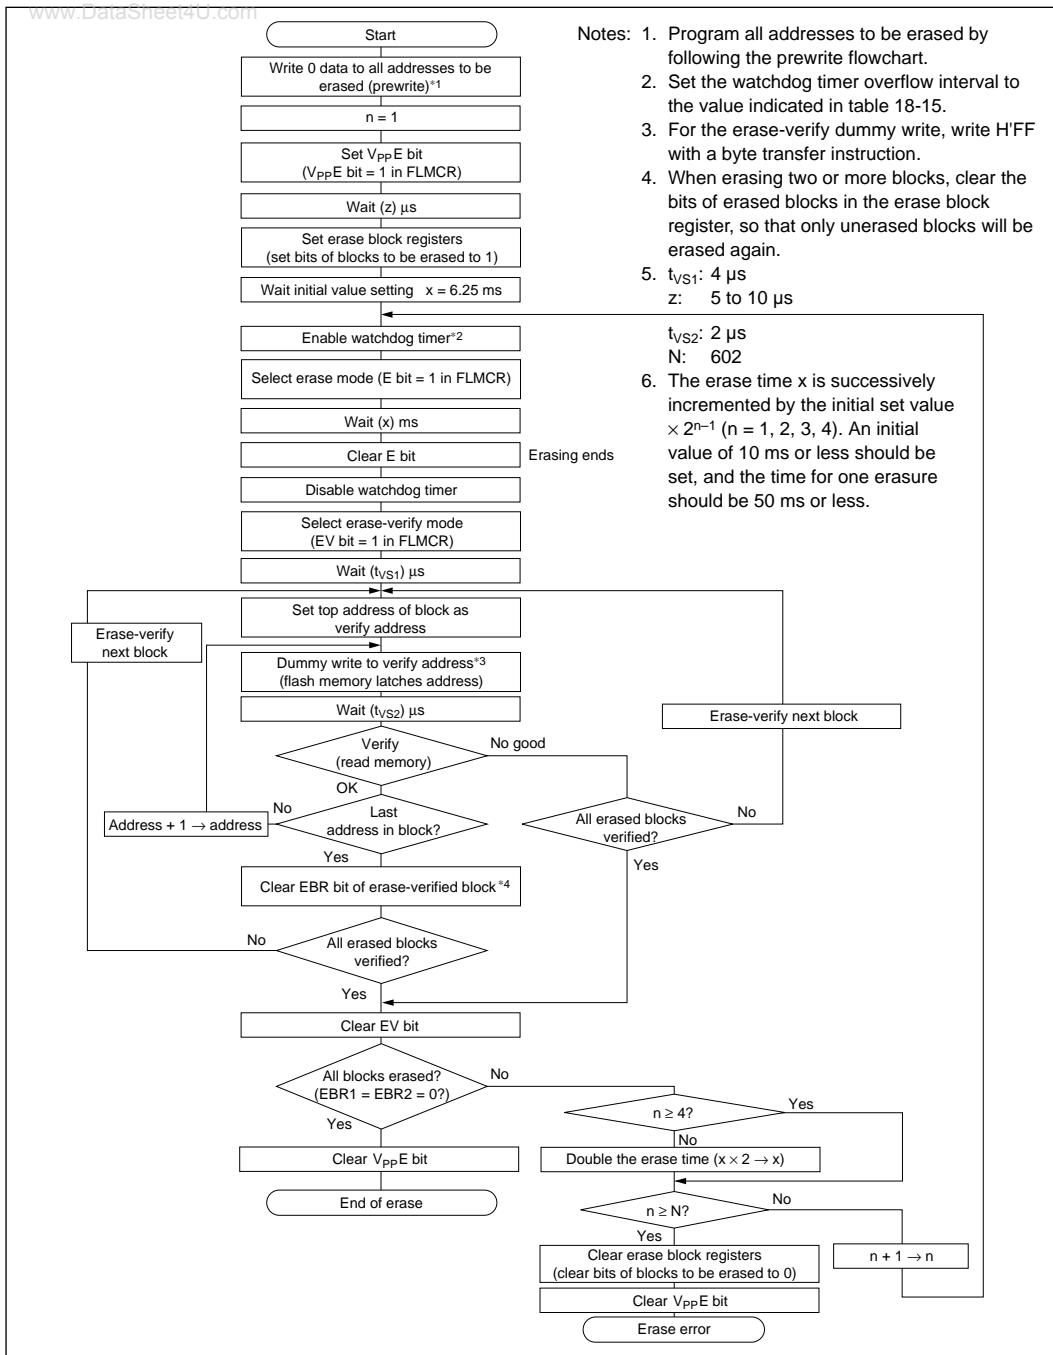 www.DataSheet4U.com
Start
Write 0 data to all addresses to be
erased (prewrite)*1
n = 1
Set VPPE bit
(VPPE bit = 1 in FLMCR)
Wait (z) µs
Set erase block registers
(set bits of blocks to be erased to 1)
Wait initial value setting x = 6.25 ms
Enable watchdog timer*2
Select erase mode (E bit = 1 in FLMCR)
Wait (x) ms
Clear E bit
Erasing ends
Disable watchdog timer
Select erase-verify mode
(EV bit = 1 in FLMCR)
Wait (tVS1) µs
Set top address of block as
verify address
Erase-verify
next block
Dummy write to verify address*3
(flash memory latches address)
Wait (tVS2) µs
Erase-verify next block
Verify
(read memory)
No good
OK
Last
address in block?
No
Address + 1 → address
All erased blocks
verified?
No
Yes
Yes
Clear EBR bit of erase-verified block*4
All erased blocks
verified?
No
Yes
Clear EV bit
All blocks erased?
(EBR1 = EBR2 = 0?)
No
Yes
n ≥ 4?
Yes
No
Clear VPPE bit
Double the erase time (x × 2 → x)
End of erase
n ≥ N?
No
Yes
Clear erase block registers
(clear bits of blocks to be erased to 0)
n + 1 → n
Clear VPPE bit
Erase error
Notes: 1. Program all addresses to be erased by
following the prewrite flowchart.
2. Set the watchdog timer overflow interval to
the value indicated in table 18-15.
3. For the erase-verify dummy write, write H'FF
with a byte transfer instruction.
4. When erasing two or more blocks, clear the
bits of erased blocks in the erase block
register, so that only unerased blocks will be
erased again.
5. tVS1: 4 µs
z: 5 to 10 µs
tVS2: 2 µs
N: 602
6. The erase time x is successively
incremented by the initial set value
× 2n–1 (n = 1, 2, 3, 4). An initial
value of 10 ms or less should be
set, and the time for one erasure
should be 50 ms or less.